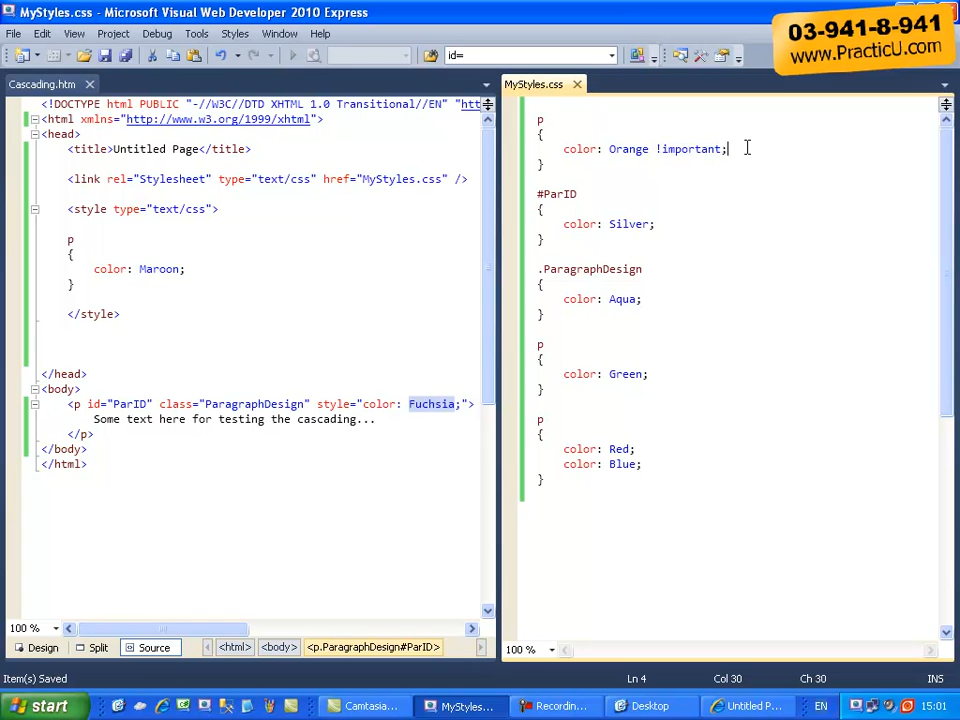 MyStyles.css - Microsoft Visual Web Developer 2010 Express
03-941-8-941
www.PracticU.com
File Edit View Project Debug Tools Styles Window Help
id=
Cascading.htm
<!DOCTYPE html PUBLIC "-//W3C//DTD XHTML 1.0 Transitional//EN" "htt
<html xmlns="http://www.w3.org/1999/xhtml">
<head>
<title>Untitled Page</title>
<link rel="Stylesheet" type="text/css" href="MyStyles.css" />
<style type="text/css">
p
{
color: Maroon;
}
</style>
</head>
<body>
<p id="ParID" class="ParagraphDesign" style="color: Fuchsia;">
Some text here for testing the cascading...
</p>
</body>
</html>
100 %
Design Split Source <html> <body> <p.ParagraphDesign#ParID>
MyStyles.css
p
{
color: Orange !important;
}
#ParID
{
color: Silver;
}
.ParagraphDesign
{
color: Aqua;
}
p
{
color: Green;
}
p
{
color: Red;
color: Blue;
}
100 %
Item(s) Saved Ln 4 Col 30 Ch 30 INS
start Camtasia... MyStyles... Recordin... Desktop Untitled P... EN 15:01